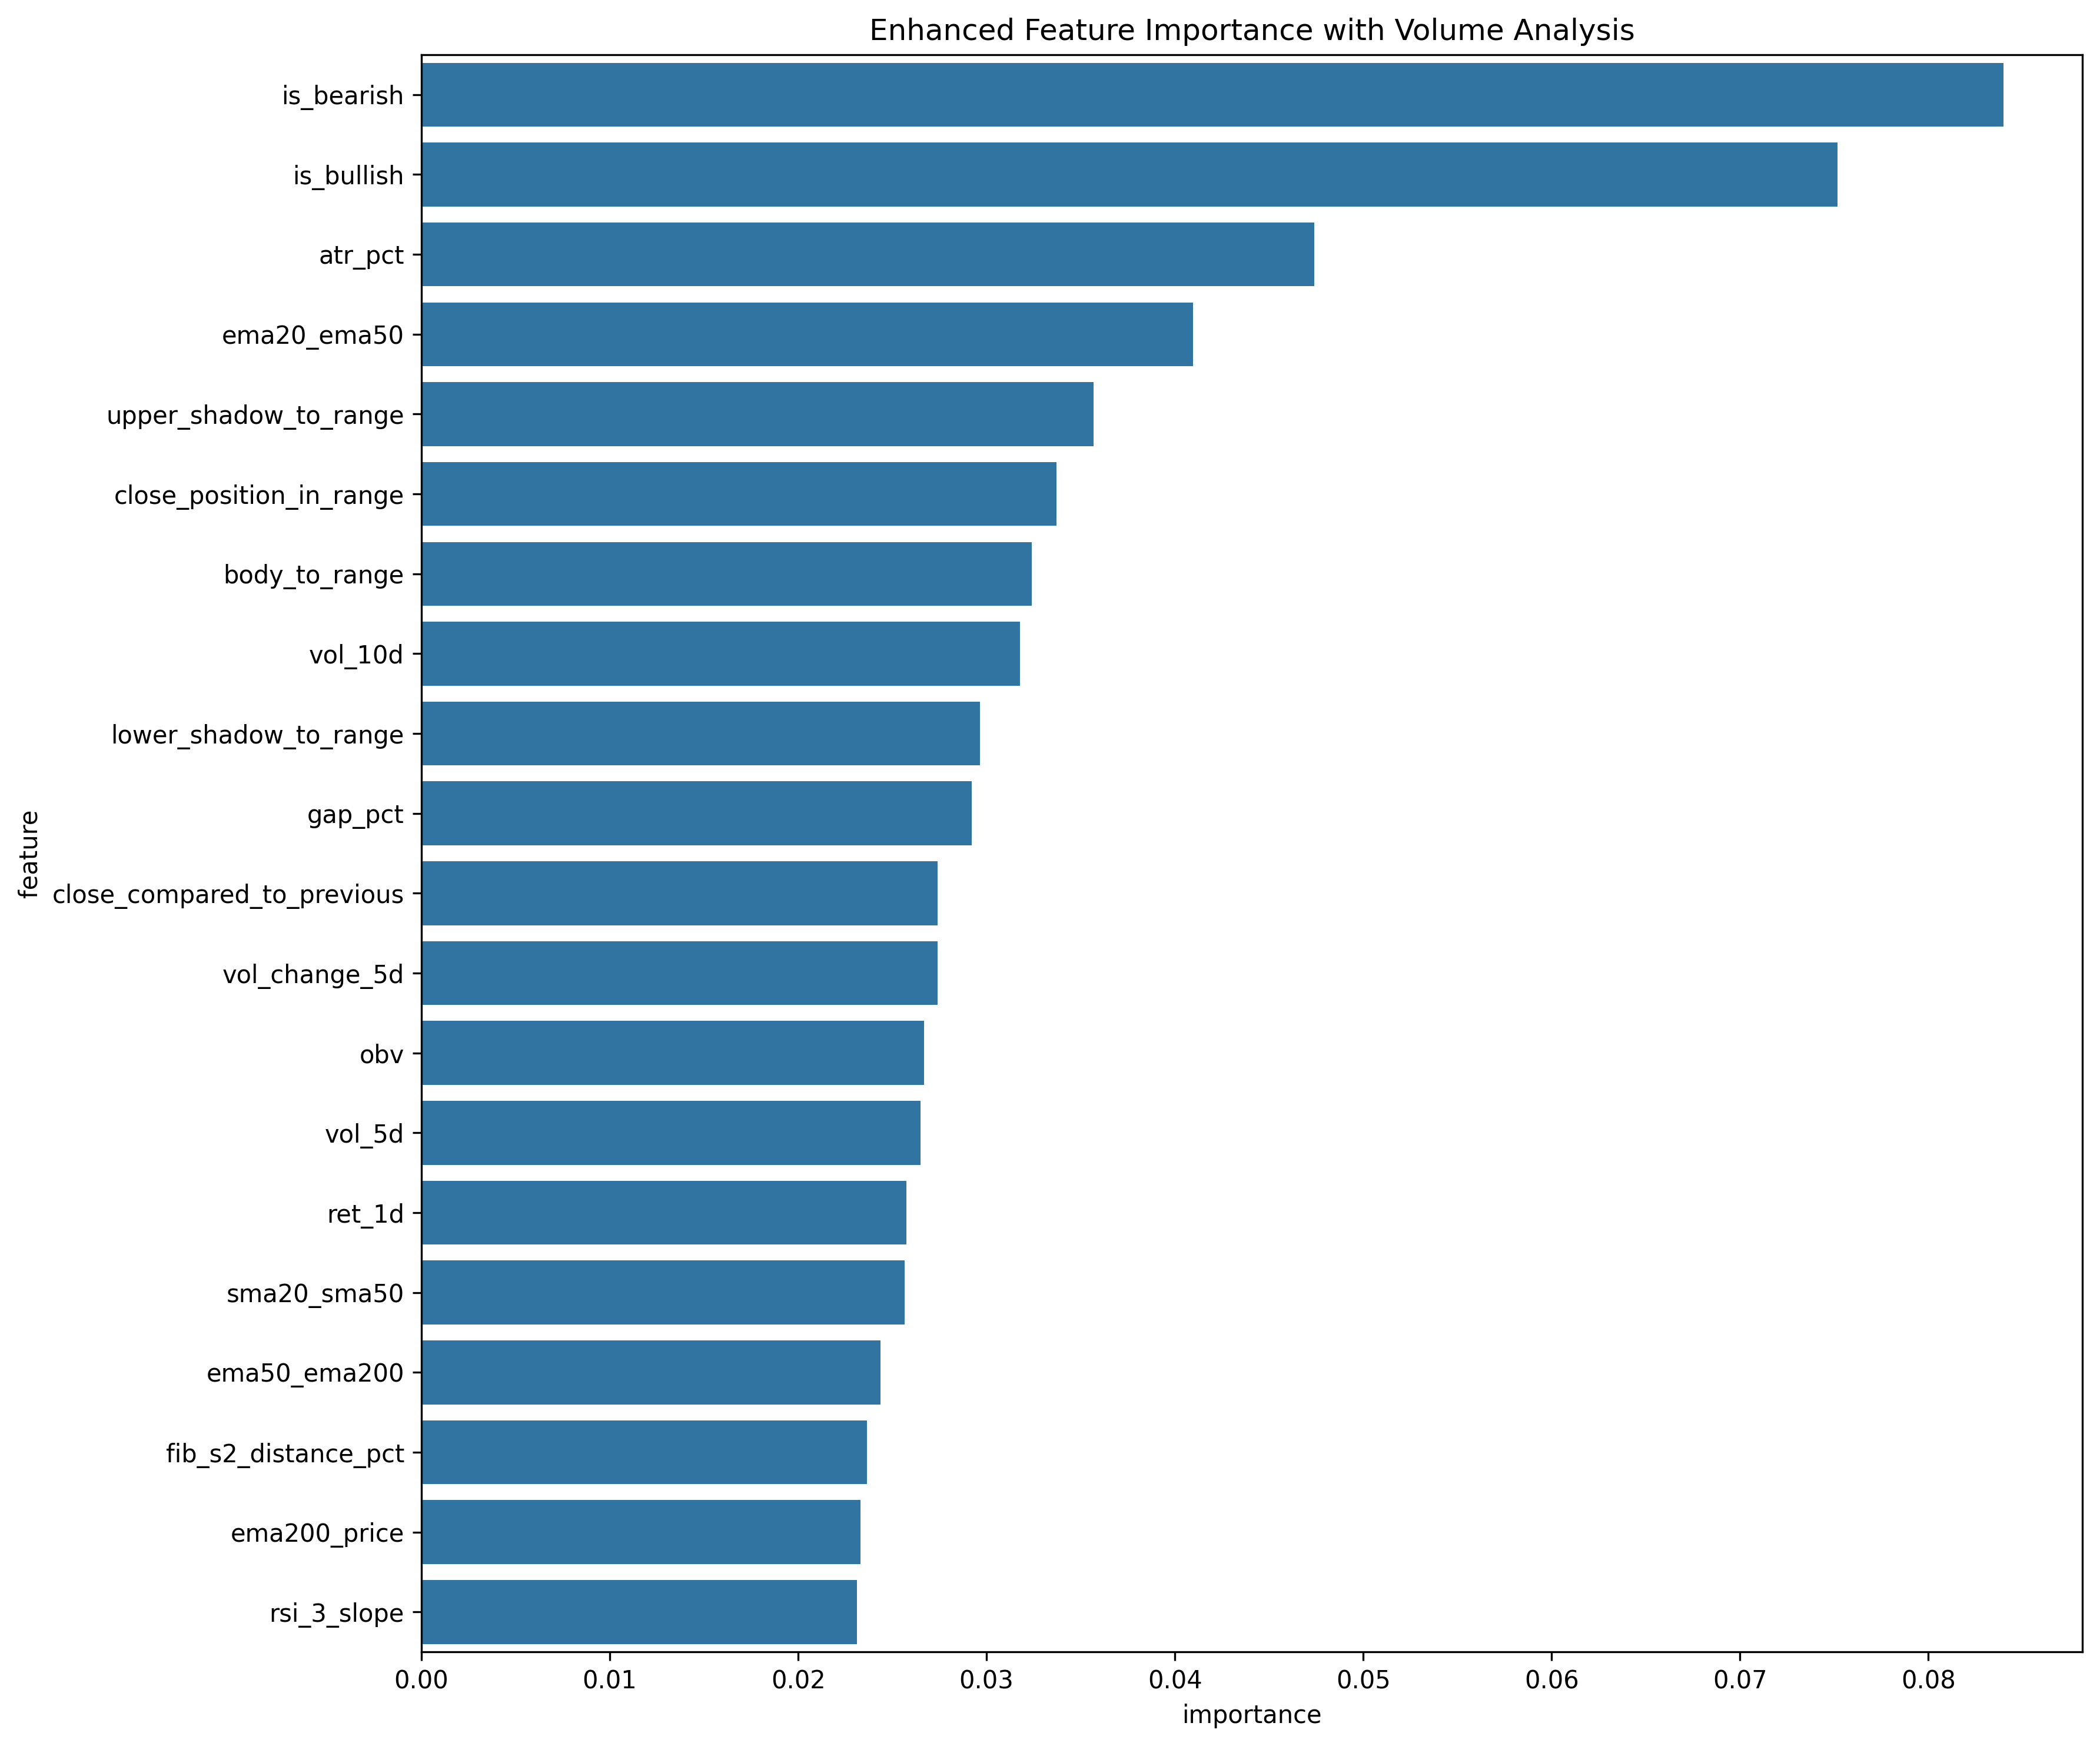 Enhanced Feature Importance with Volume Analysis
is_bearish
is_bullish
atr_pct
ema20_ema50
upper_shadow_to_range
close_position_in_range
body_to_range
vol_10d
lower_shadow_to_range
gap_pct
close_compared_to_previous
vol_change_5d
obv
vol_5d
ret_1d
sma20_sma50
ema50_ema200
fib_s2_distance_pct
ema200_price
rsi_3_slope
feature
0.00 0.01 0.02 0.03 0.04 0.05 0.06 0.07 0.08
importance